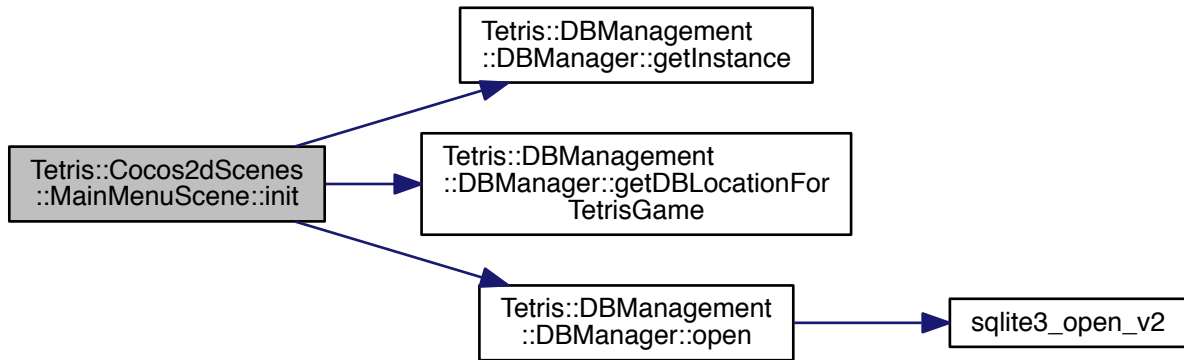 Tetris::DBManagement
::DBManager::getInstance
Tetris::Cocos2dScenes
::MainMenuScene::init
Tetris::DBManagement
::DBManager::getDBLocationFor
TetrisGame
Tetris::DBManagement
::DBManager::open
sqlite3_open_v2